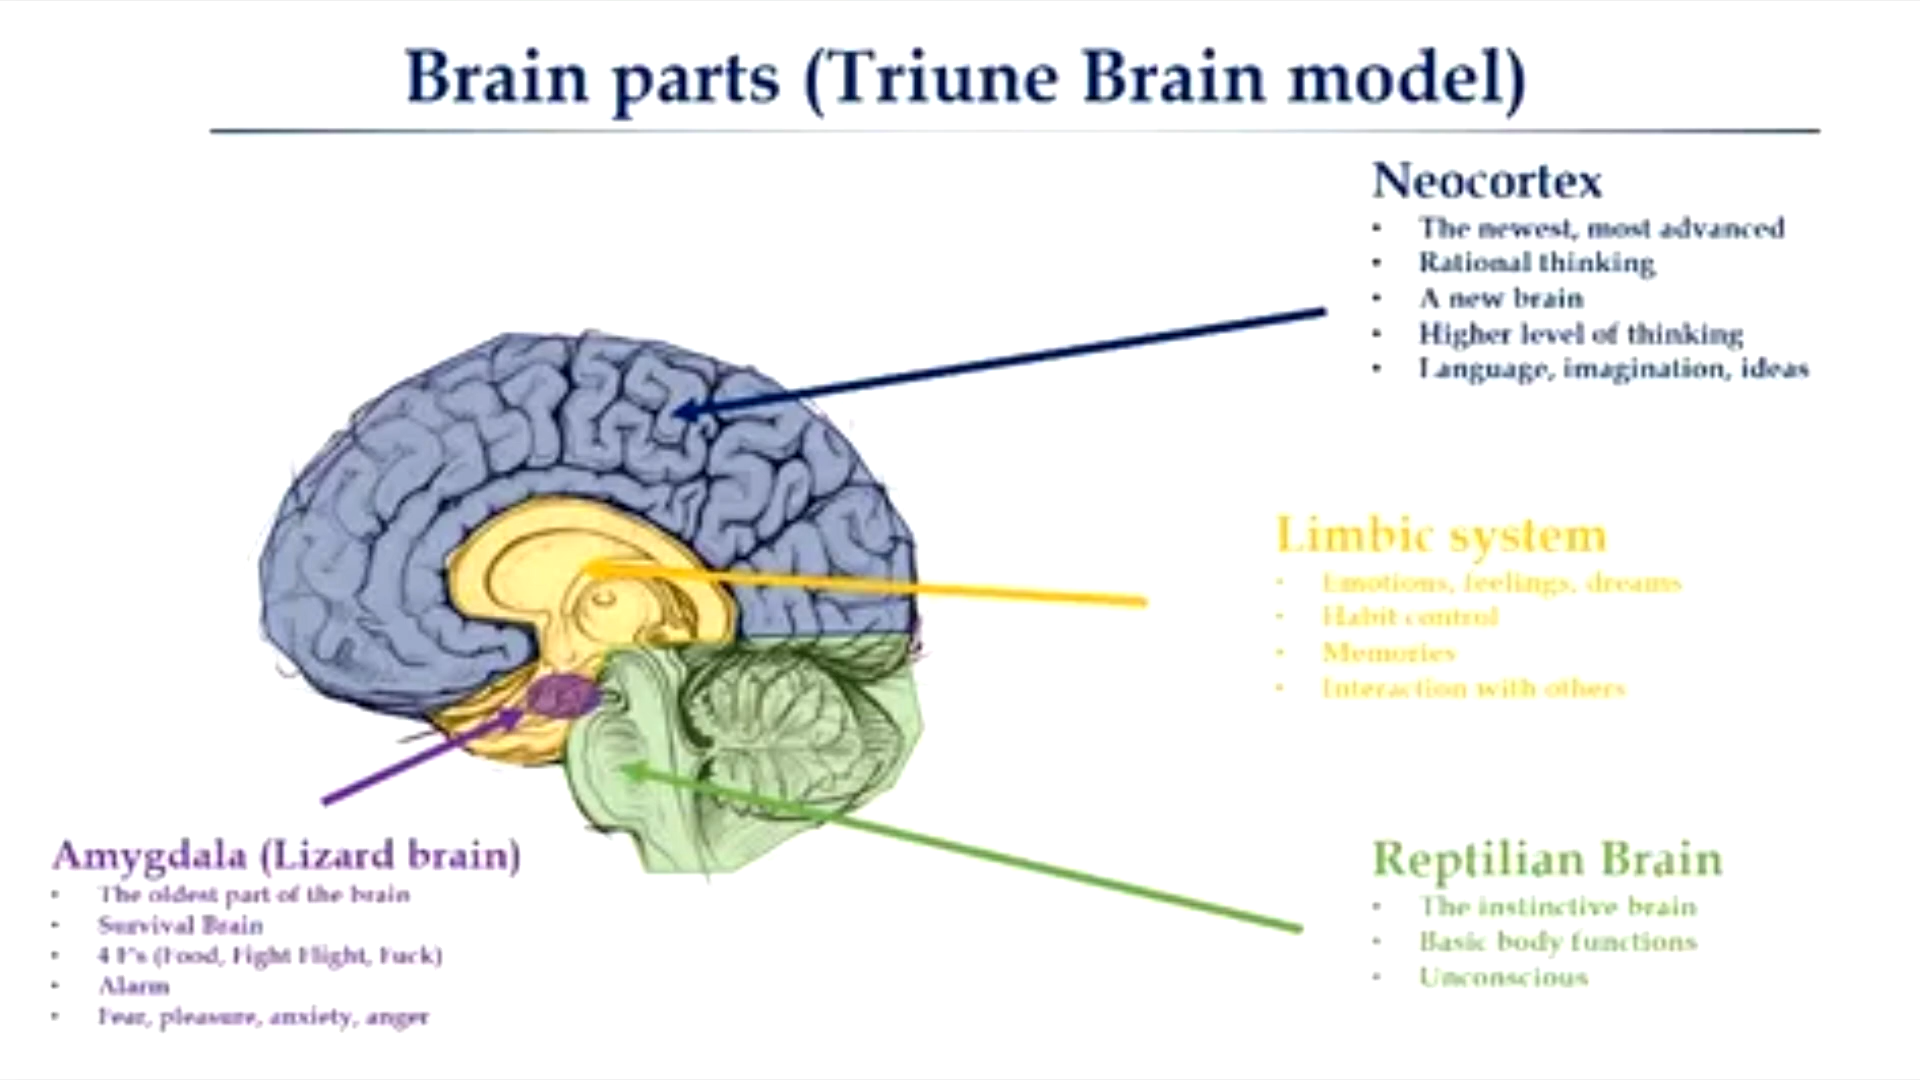 Brain parts (Triune Brain model)
Neocortex
• The newest, most advanced
• Rational thinking
• A new brain
• Higher level of thinking
• Language, imagination, ideas
Limbic system
• Emotions, feelings, dreams
• Habit control
• Memories
• Interaction with others
Amygdala (Lizard brain)
• The oldest part of the brain
• Survival Brain
• 4 F's (Food, Fight Flight, Fuck)
• Alarm
• Fear, pleasure, anxiety, anger
Reptilian Brain
• The instinctive brain
• Basic body functions
• Unconscious